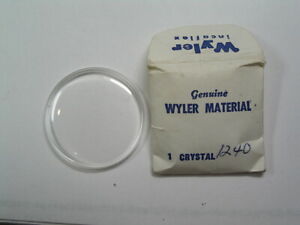 Wyler
incaflex
Genuine
WYLER MATERIAL
1 CRYSTAL 1240